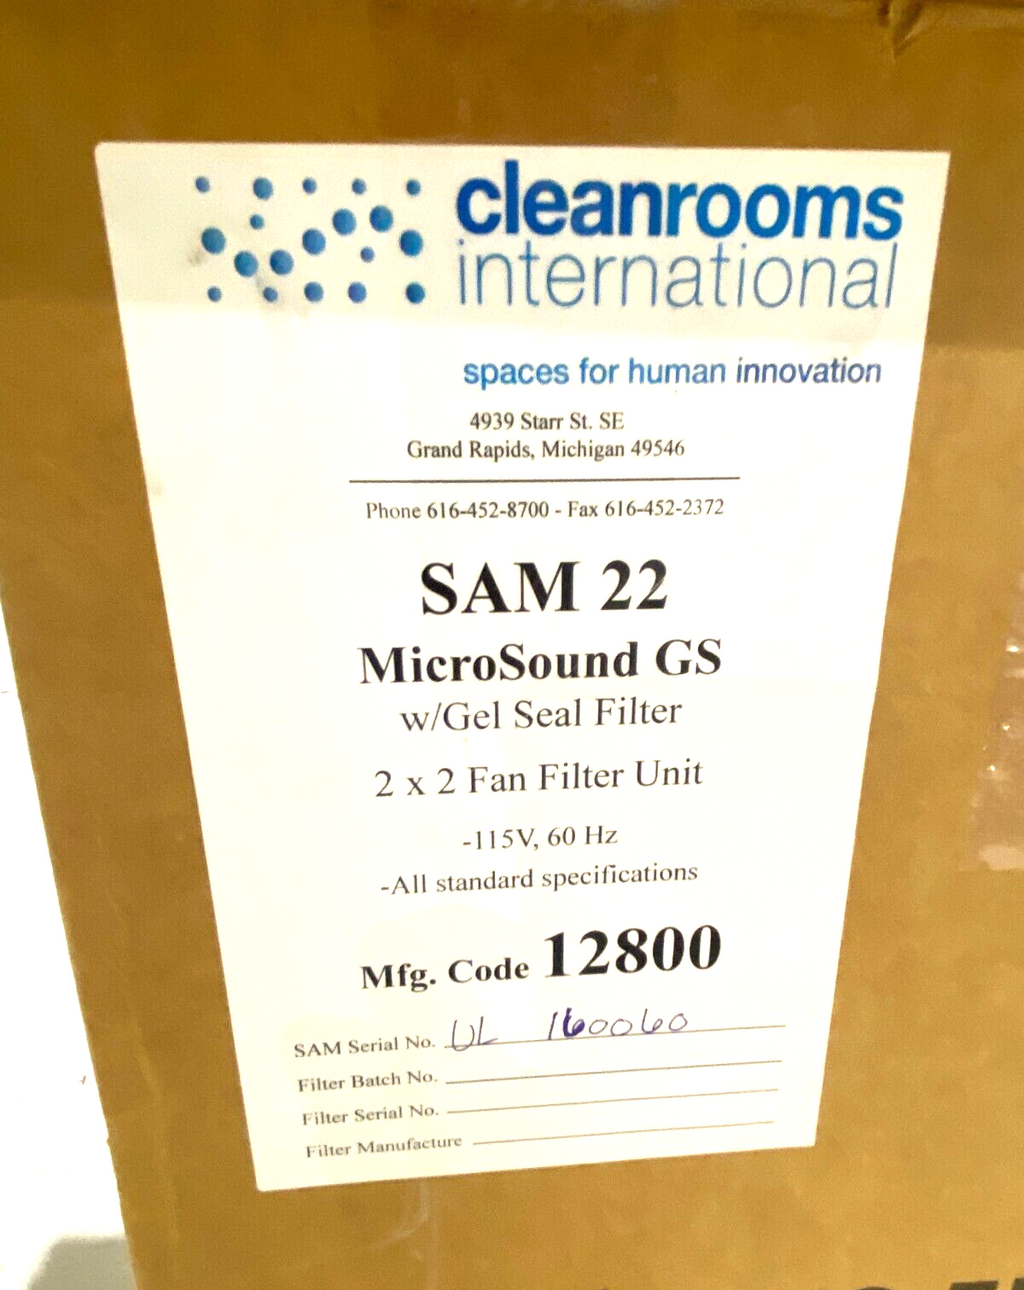 cleanrooms
international
spaces for human innovation
4939 Starr St. SE
Grand Rapids, Michigan 49546
Phone 616-452-8700 - Fax 616-452-2372
SAM 22
MicroSound GS
w/Gel Seal Filter
2 x 2 Fan Filter Unit
-115V, 60 Hz
-All standard specifications
Mfg. Code 12800
SAM Serial No. UL 160060
Filter Batch No.
Filter Serial No.
Filter Manufacture